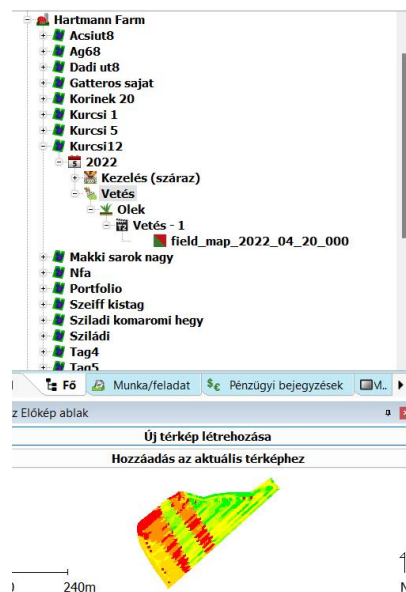 Hartmann Farm
Acsiut8
Ag68
Dadi ut8
Gatteros sajat
Korinek 20
Kurcsi 1
Kurcsi 5
Kurcsi12
2022
Kezelés (száraz)
Vetés
Olek
Vetés - 1
field_map_2022_04_20_000
Makki sarok nagy
Nfa
Portfolio
Szeiff kistag
Sziladi komaromi hegy
Sziládi
Tag4
Tag5
Fő Munka/feladat Pénzügyi bejegyzések M..
z Előkép ablak
Új térkép létrehozása
Hozzáadás az aktuális térképhez
240m